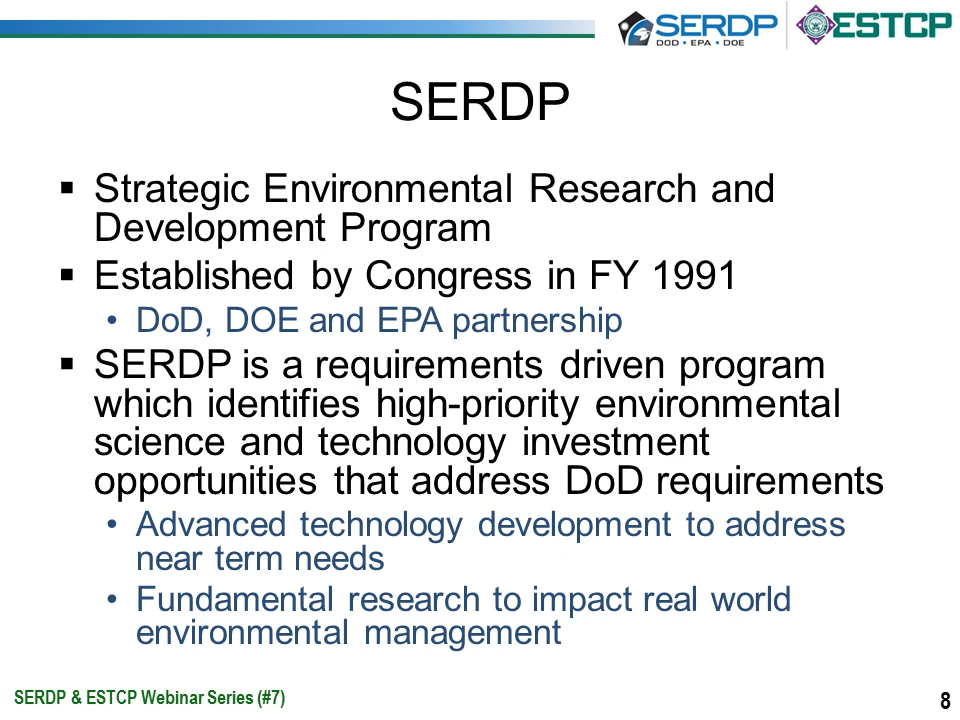 SERDP
DOD • EPA • DOE
ESTCP
SERDP
▪ Strategic Environmental Research and
Development Program
▪ Established by Congress in FY 1991
• DoD, DOE and EPA partnership
▪ SERDP is a requirements driven program
which identifies high-priority environmental
science and technology investment
opportunities that address DoD requirements
• Advanced technology development to address
near term needs
• Fundamental research to impact real world
environmental management
SERDP & ESTCP Webinar Series (#7)
8